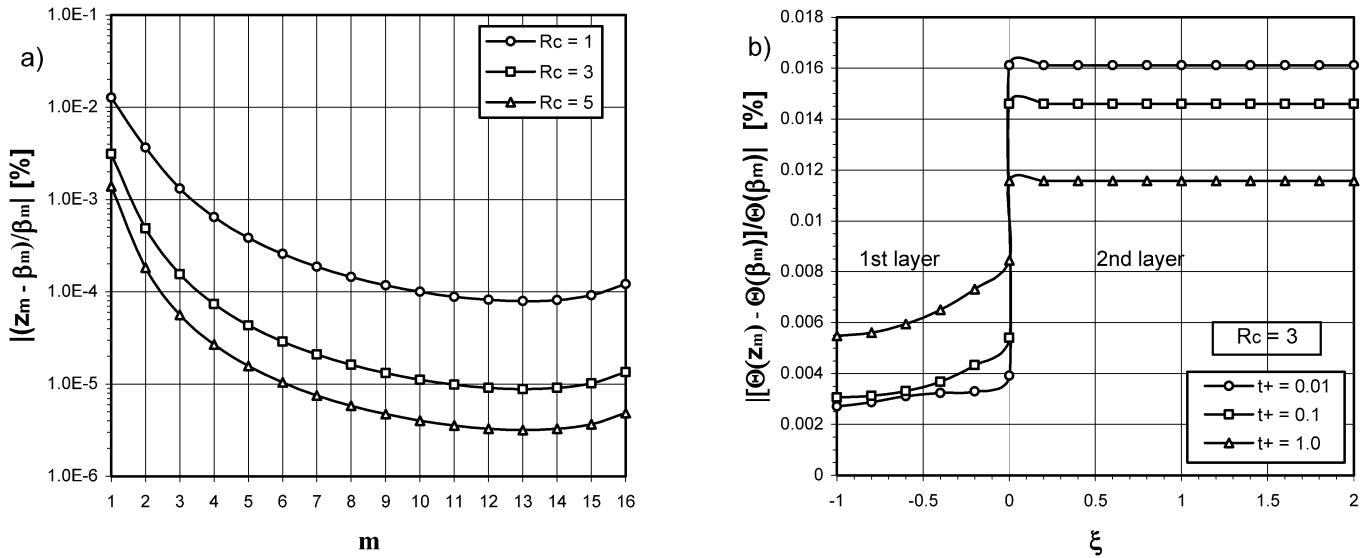 a)
1.0E-1
1.0E-2
1.0E-3
1.0E-4
1.0E-5
1.0E-6
|(zm - βm)/βm| [%]
Rc = 1
Rc = 3
Rc = 5
1 2 3 4 5 6 7 8 9 10 11 12 13 14 15 16
m
b)
0.018
0.016
0.014
0.012
0.01
0.008
0.006
0.004
0.002
0
|[Θ(zm) - Θ(βm)]/Θ(βm)| [%]
1st layer 2nd layer
Rc = 3
t+ = 0.01
t+ = 0.1
t+ = 1.0
-1 -0.5 0 0.5 1 1.5 2
ξ